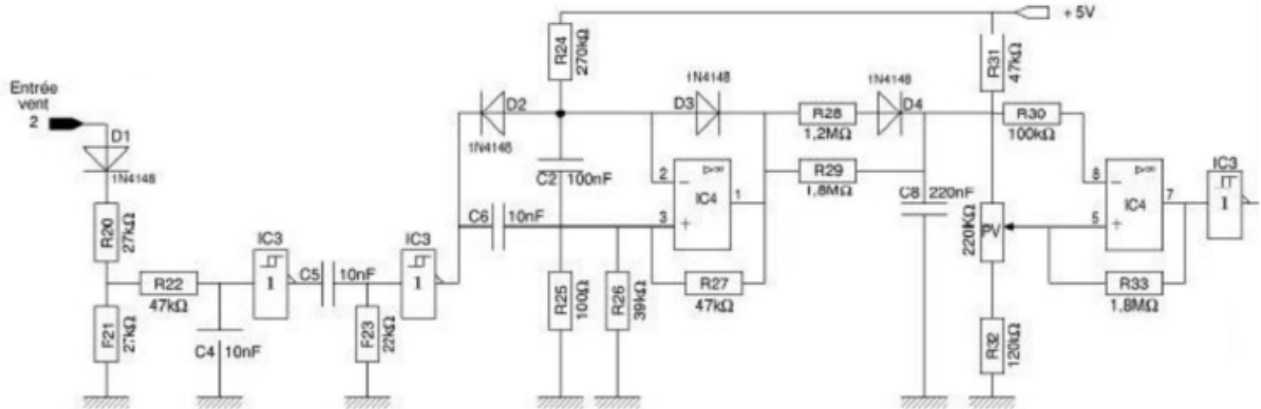 + 5V
R24
270kΩ
R31
47kΩ
Entrée
vent
2
D1
1N4148
D2
1N4148
1N4148
D3
1N4148
D4
R28
1,2MΩ
R30
100kΩ
R29
1,8MΩ
C2
100nF
2
-
3
+
▷∞
IC4
1
C8
220nF
6
-
5
+
▷∞
IC4
7
IC3
1
R20
27kΩ
C6
10nF
220KΩ
PV
IC3
1
C5
10nF
IC3
1
R22
47kΩ
R27
47kΩ
R33
1,8MΩ
F21
27kΩ
C4
10nF
F23
22kΩ
R25
100Ω
R26
39kΩ
R32
120kΩ